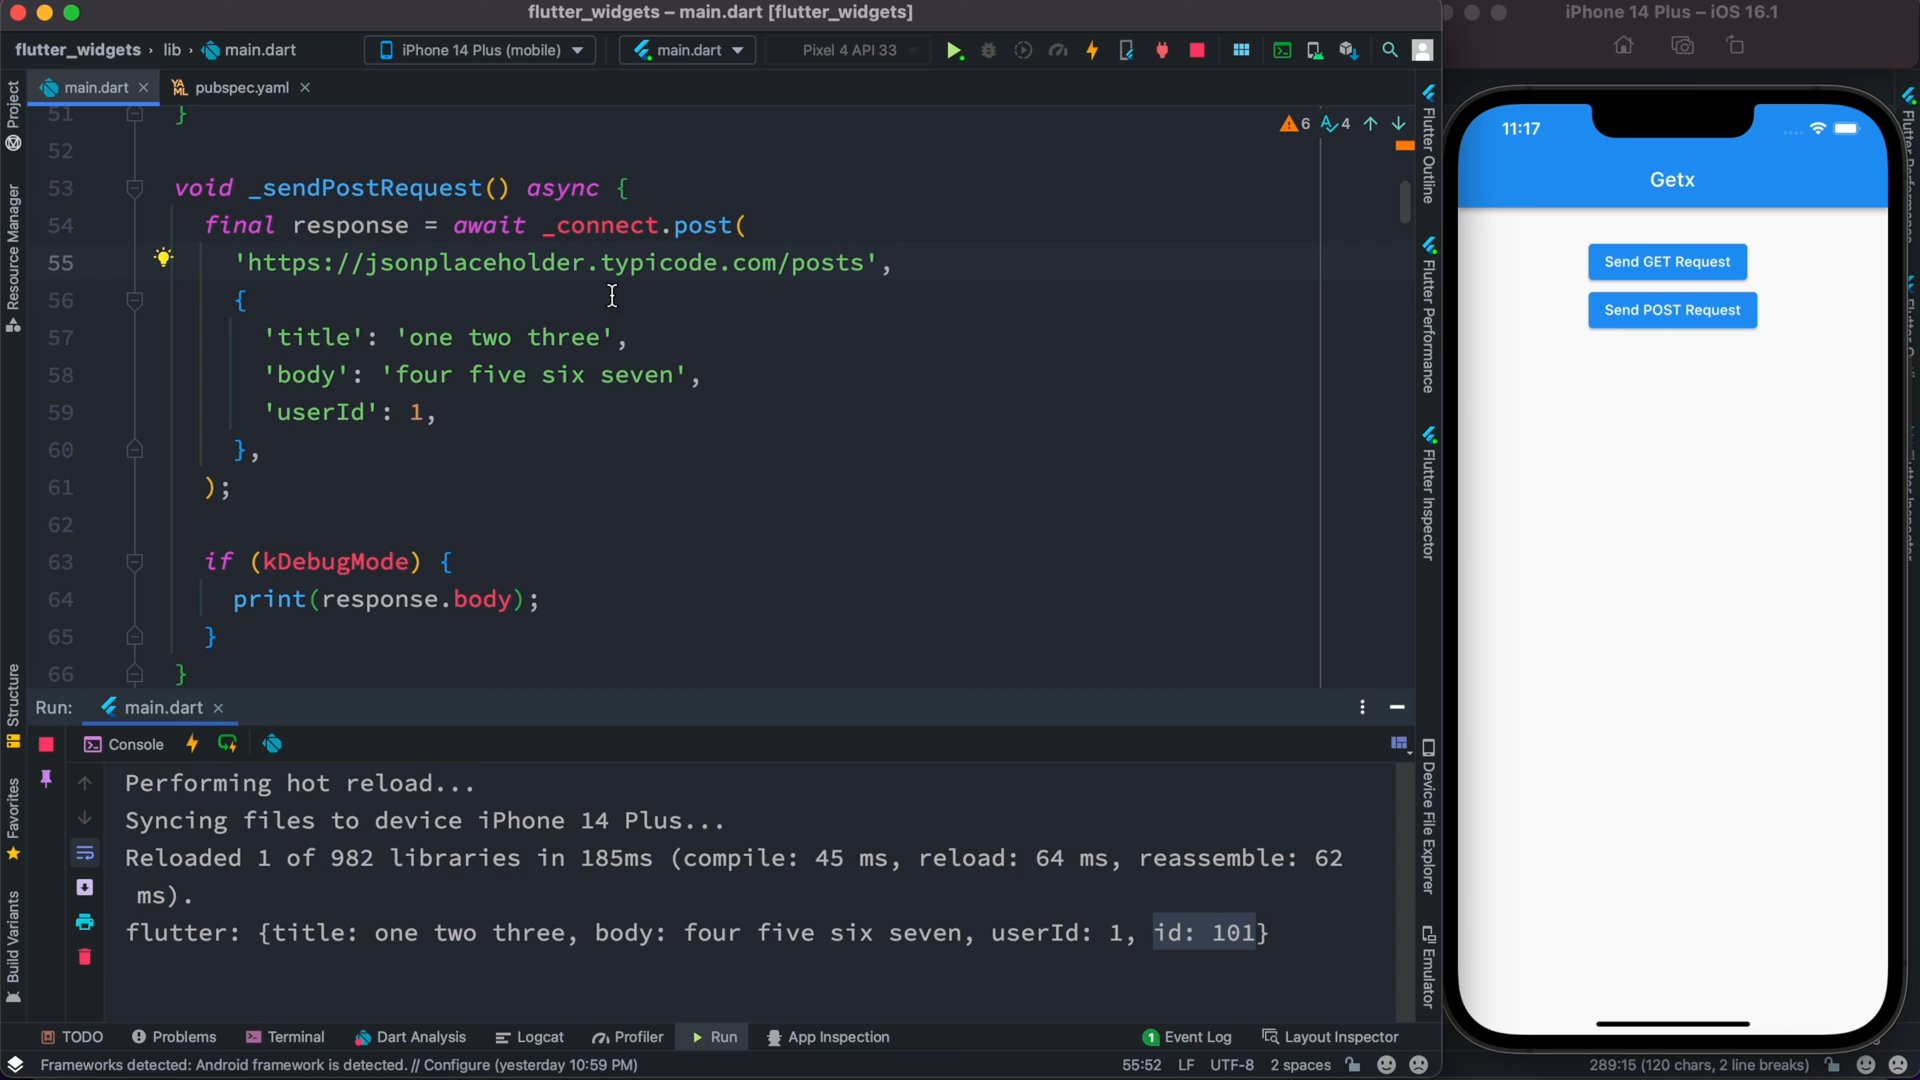 flutter_widgets – main.dart [flutter_widgets]
iPhone 14 Plus – iOS 16.1
flutter_widgets › lib › main.dart
iPhone 14 Plus (mobile)
main.dart
Pixel 4 API 33
main.dart
pubspec.yaml
6 4
51 }
52
53 void _sendPostRequest() async {
54 final response = await _connect.post(
55 'https://jsonplaceholder.typicode.com/posts',
56 {
57 'title': 'one two three',
58 'body': 'four five six seven',
59 'userId': 1,
60 },
61 );
62
63 if (kDebugMode) {
64 print(response.body);
65 }
66 }
Project
Resource Manager
Structure
Favorites
Build Variants
Flutter Outline
Flutter Performance
Flutter Inspector
Device File Explorer
Emulator
11:17
Getx
Send GET Request
Send POST Request
Run: main.dart
Console
Performing hot reload...
Syncing files to device iPhone 14 Plus...
Reloaded 1 of 982 libraries in 185ms (compile: 45 ms, reload: 64 ms, reassemble: 62
ms).
flutter: {title: one two three, body: four five six seven, userId: 1, id: 101}
TODO
Problems
Terminal
Dart Analysis
Logcat
Profiler
Run
App Inspection
1 Event Log
Layout Inspector
Frameworks detected: Android framework is detected. // Configure (yesterday 10:59 PM)
55:52 LF UTF-8 2 spaces
289:15 (120 chars, 2 line breaks)